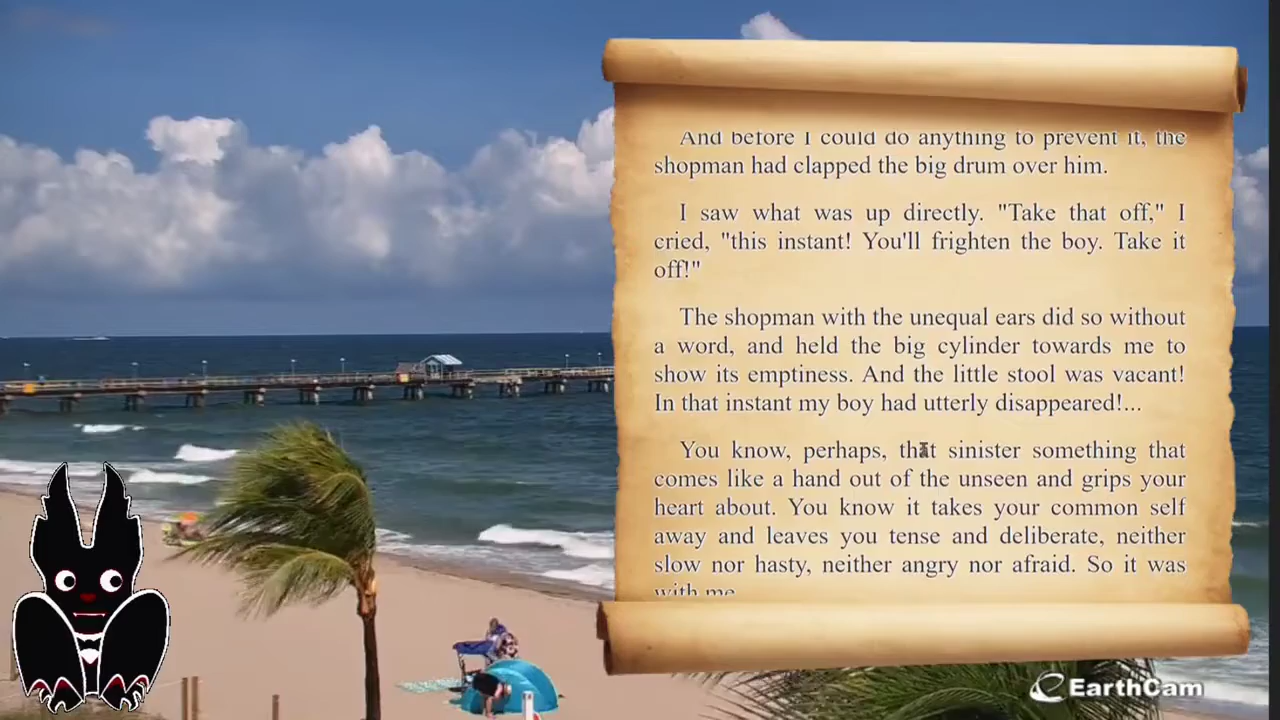 And before I could do anything to prevent it, the
shopman had clapped the big drum over him.
I saw what was up directly. "Take that off," I
cried, "this instant! You'll frighten the boy. Take it
off!"
The shopman with the unequal ears did so without
a word, and held the big cylinder towards me to
show its emptiness. And the little stool was vacant!
In that instant my boy had utterly disappeared!...
You know, perhaps, that sinister something that
comes like a hand out of the unseen and grips your
heart about. You know it takes your common self
away and leaves you tense and deliberate, neither
slow nor hasty, neither angry nor afraid. So it was
with me
EarthCam